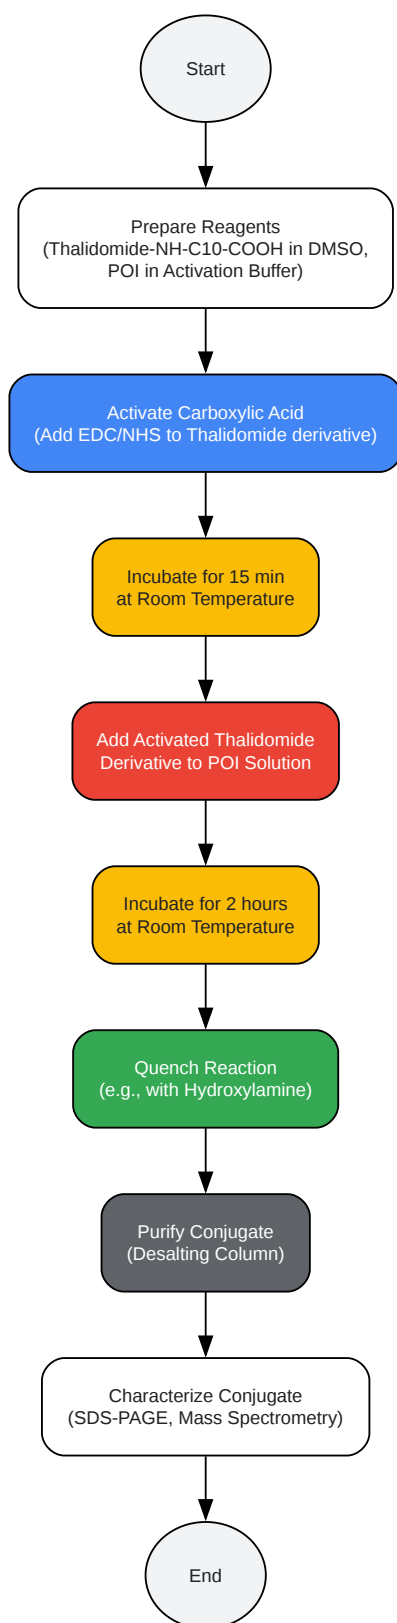 Start
Prepare Reagents
(Thalidomide-NH-C10-COOH in DMSO,
POI in Activation Buffer)
Activate Carboxylic Acid
(Add EDC/NHS to Thalidomide derivative)
Incubate for 15 min
at Room Temperature
Add Activated Thalidomide
Derivative to POI Solution
Incubate for 2 hours
at Room Temperature
Quench Reaction
(e.g., with Hydroxylamine)
Purify Conjugate
(Desalting Column)
Characterize Conjugate
(SDS-PAGE, Mass Spectrometry)
End